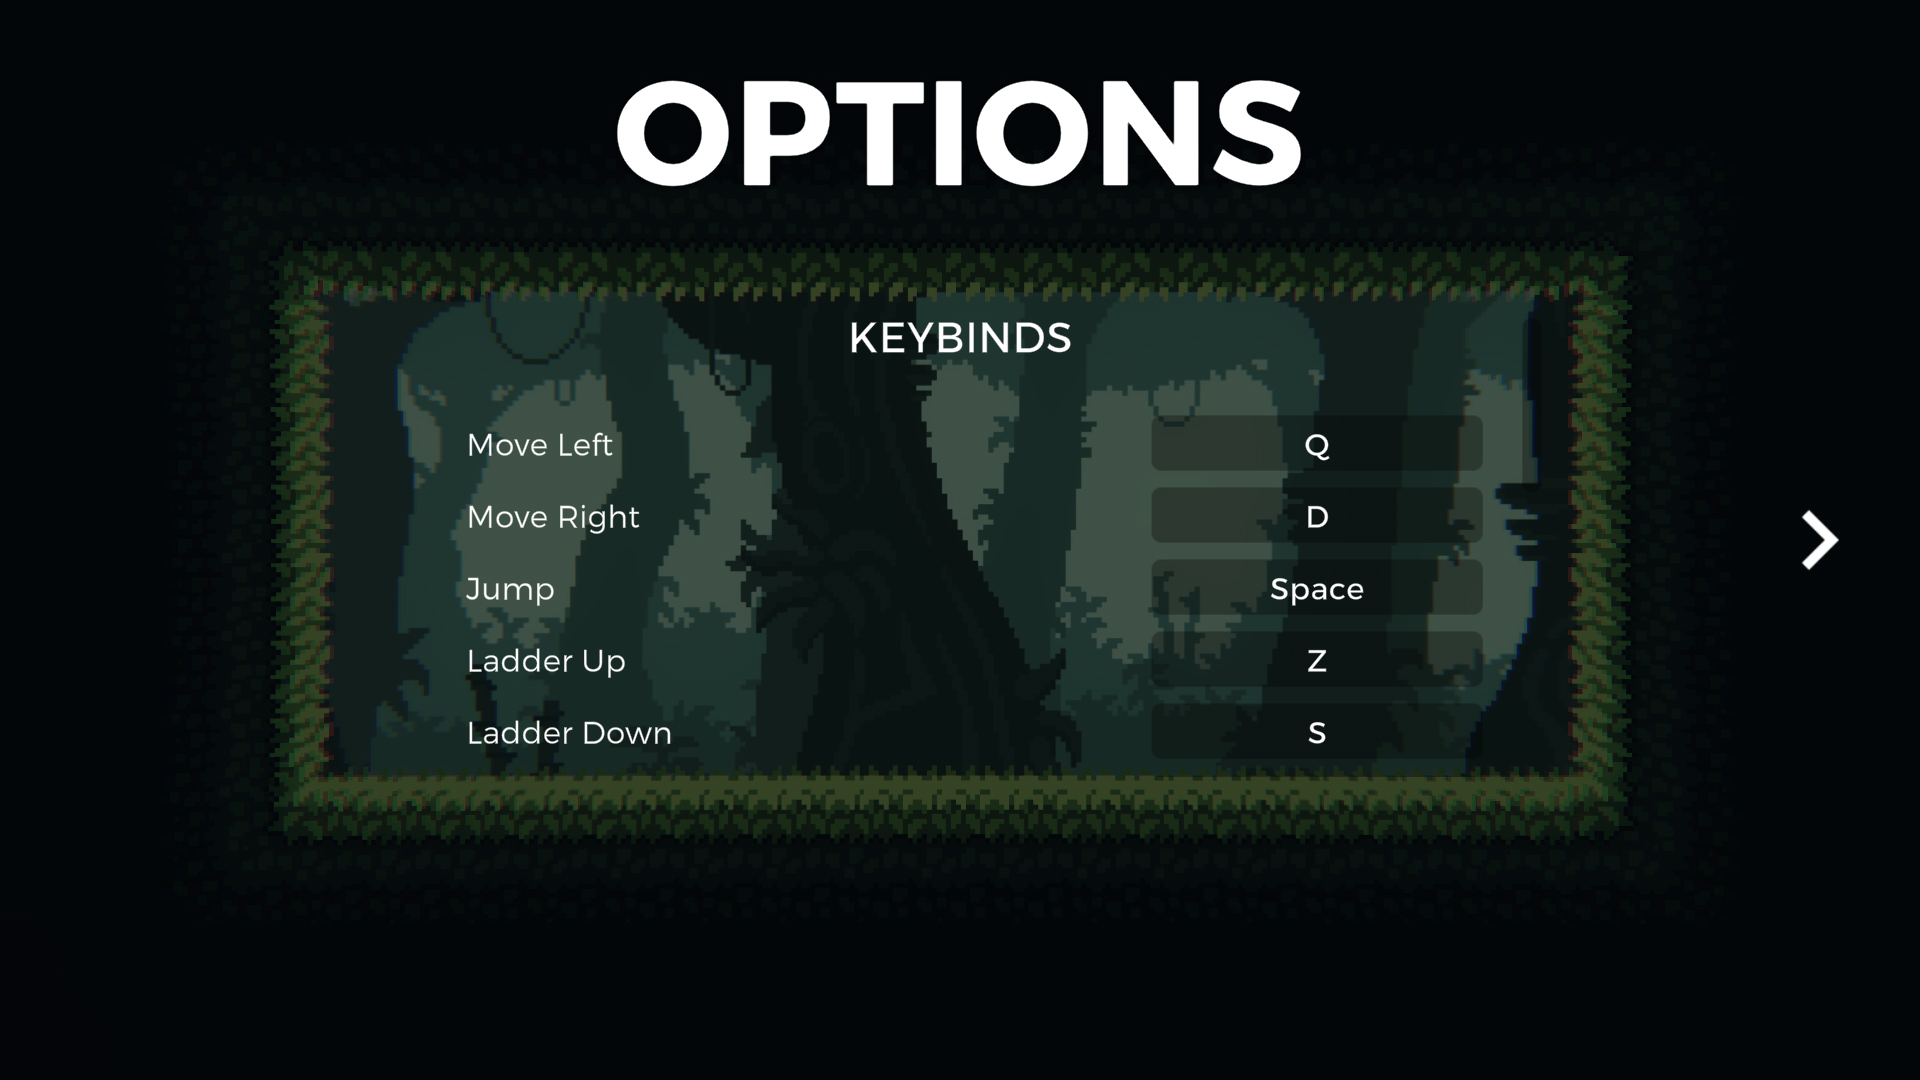 OPTIONS
KEYBINDS
Move Left Q
Move Right D
Jump Space
Ladder Up Z
Ladder Down S